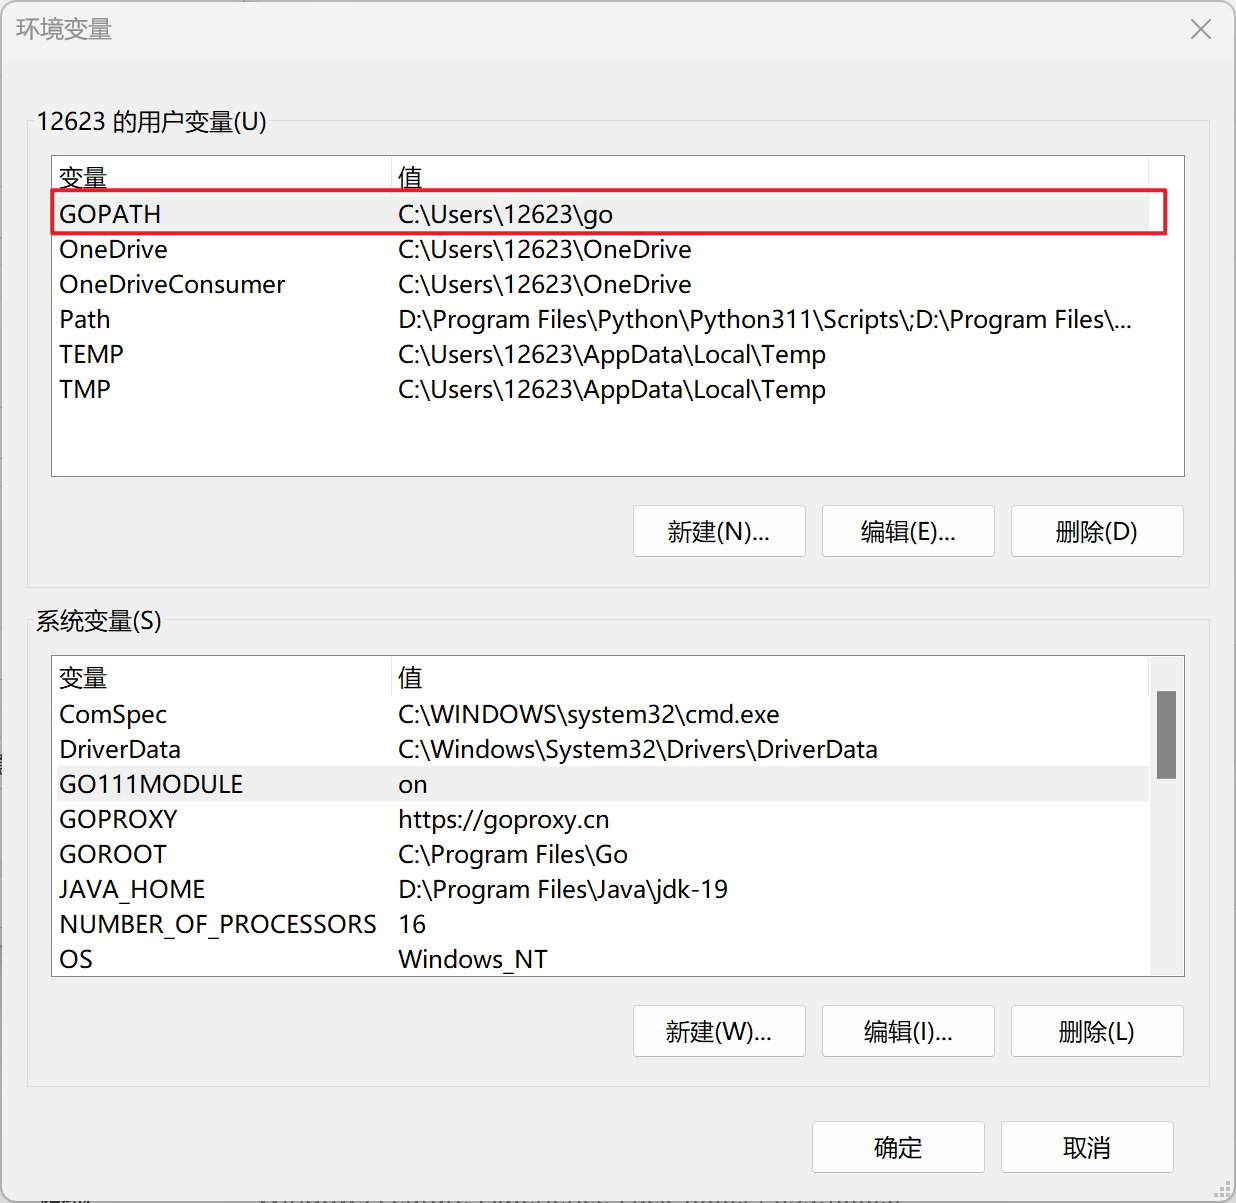 环境变量
12623 的用户变量(U)
变量 值
GOPATH C:\Users\12623\go
OneDrive C:\Users\12623\OneDrive
OneDriveConsumer C:\Users\12623\OneDrive
Path D:\Program Files\Python\Python311\Scripts\;D:\Program Files\...
TEMP C:\Users\12623\AppData\Local\Temp
TMP C:\Users\12623\AppData\Local\Temp
新建(N)... 编辑(E)... 删除(D)
系统变量(S)
变量 值
ComSpec C:\WINDOWS\system32\cmd.exe
DriverData C:\Windows\System32\Drivers\DriverData
GO111MODULE on
GOPROXY https://goproxy.cn
GOROOT C:\Program Files\Go
JAVA_HOME D:\Program Files\Java\jdk-19
NUMBER_OF_PROCESSORS 16
OS Windows_NT
新建(W)... 编辑(I)... 删除(L)
确定 取消